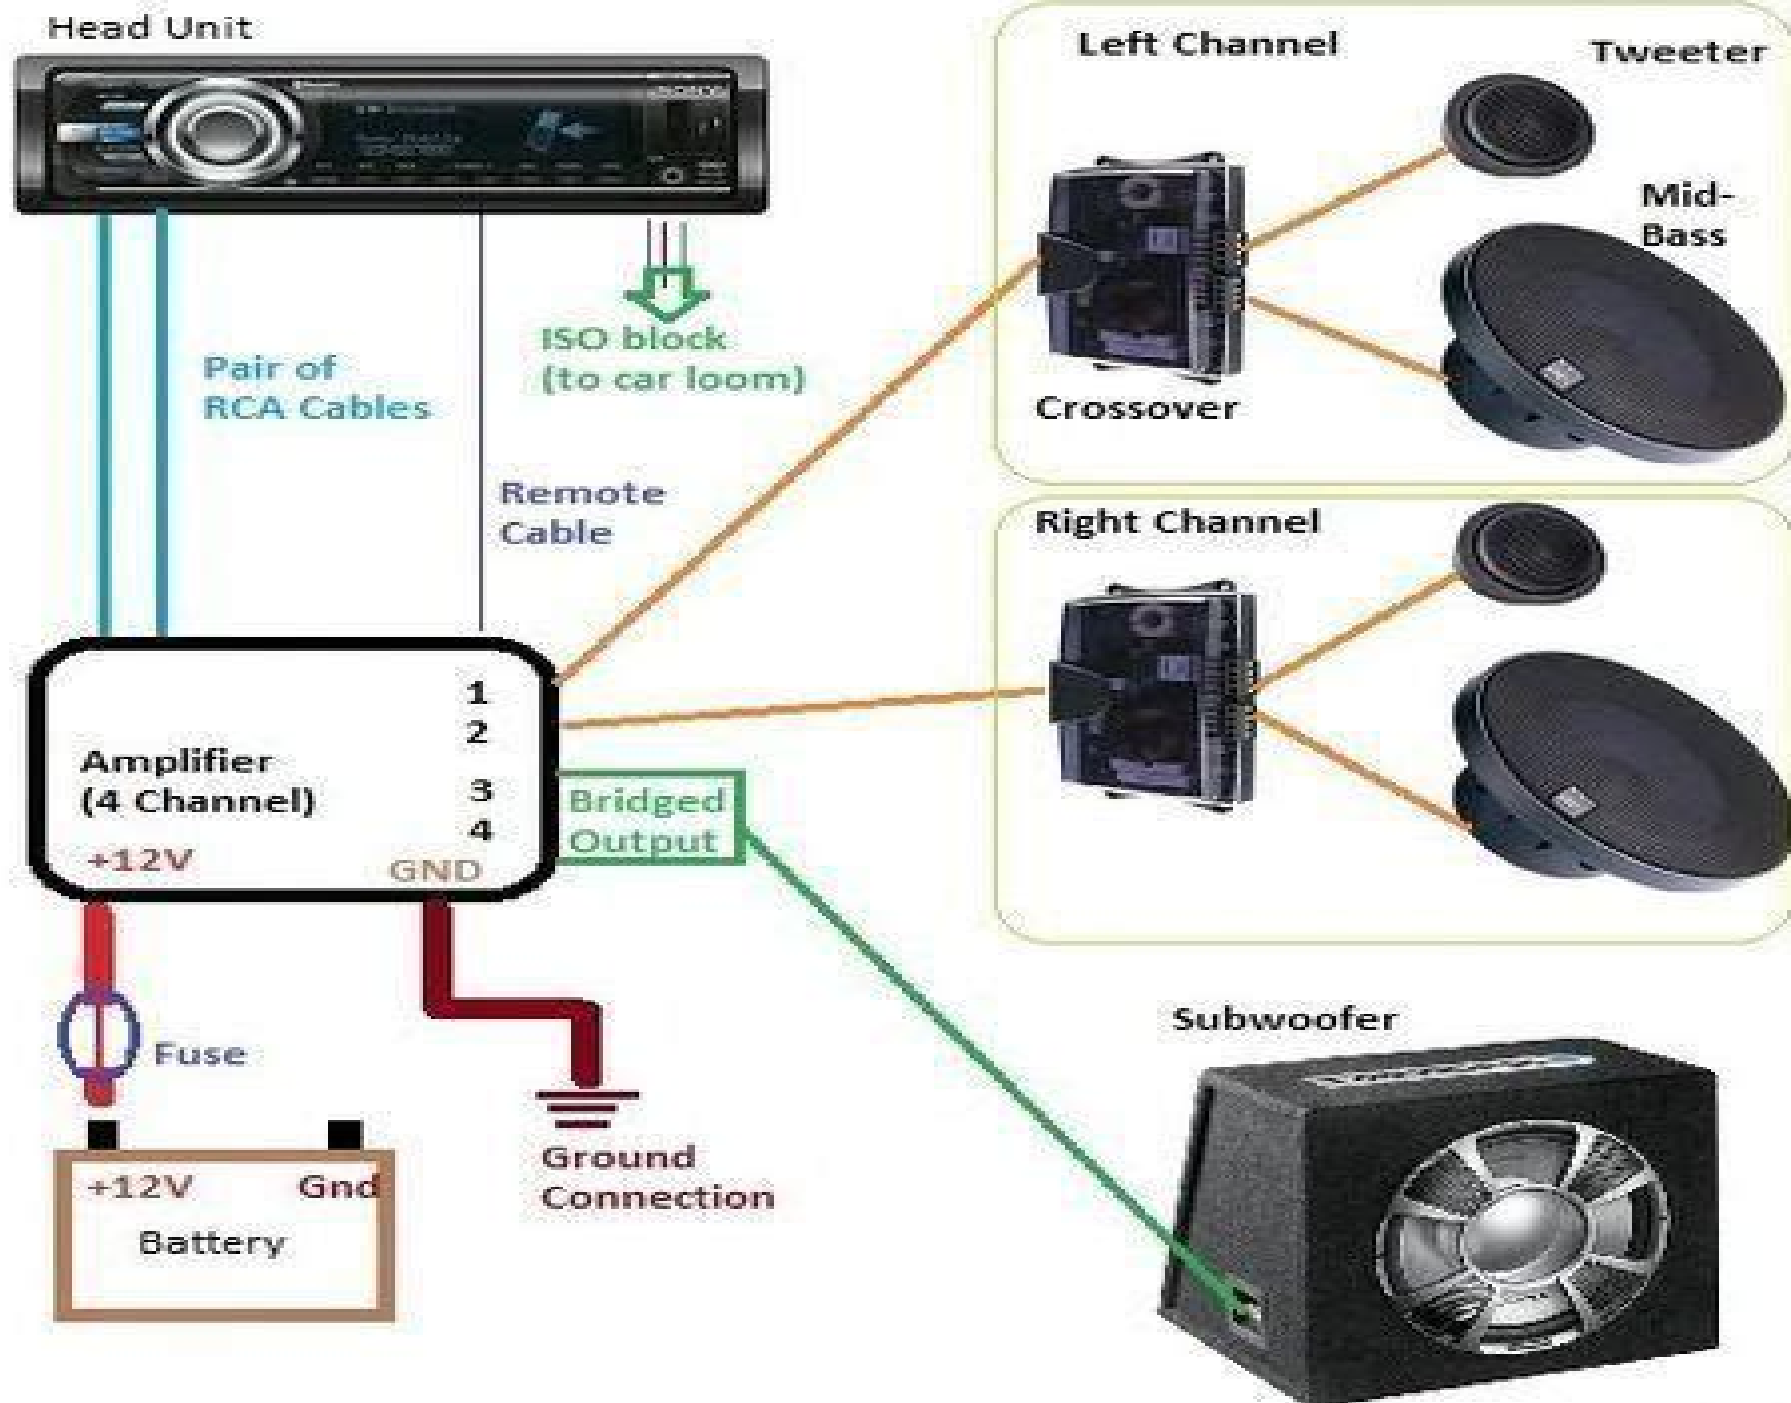 Head Unit
Left Channel
Tweeter
Mid-
Bass
ISO block
(to car loom)
Pair of
RCA Cables
Crossover
Remote
Cable
Right Channel
1
2
Amplifier
(4 Channel)
3
4
Bridged
Output
+12V
GND
Subwoofer
Fuse
Ground
Connection
+12V
Gnd
Battery